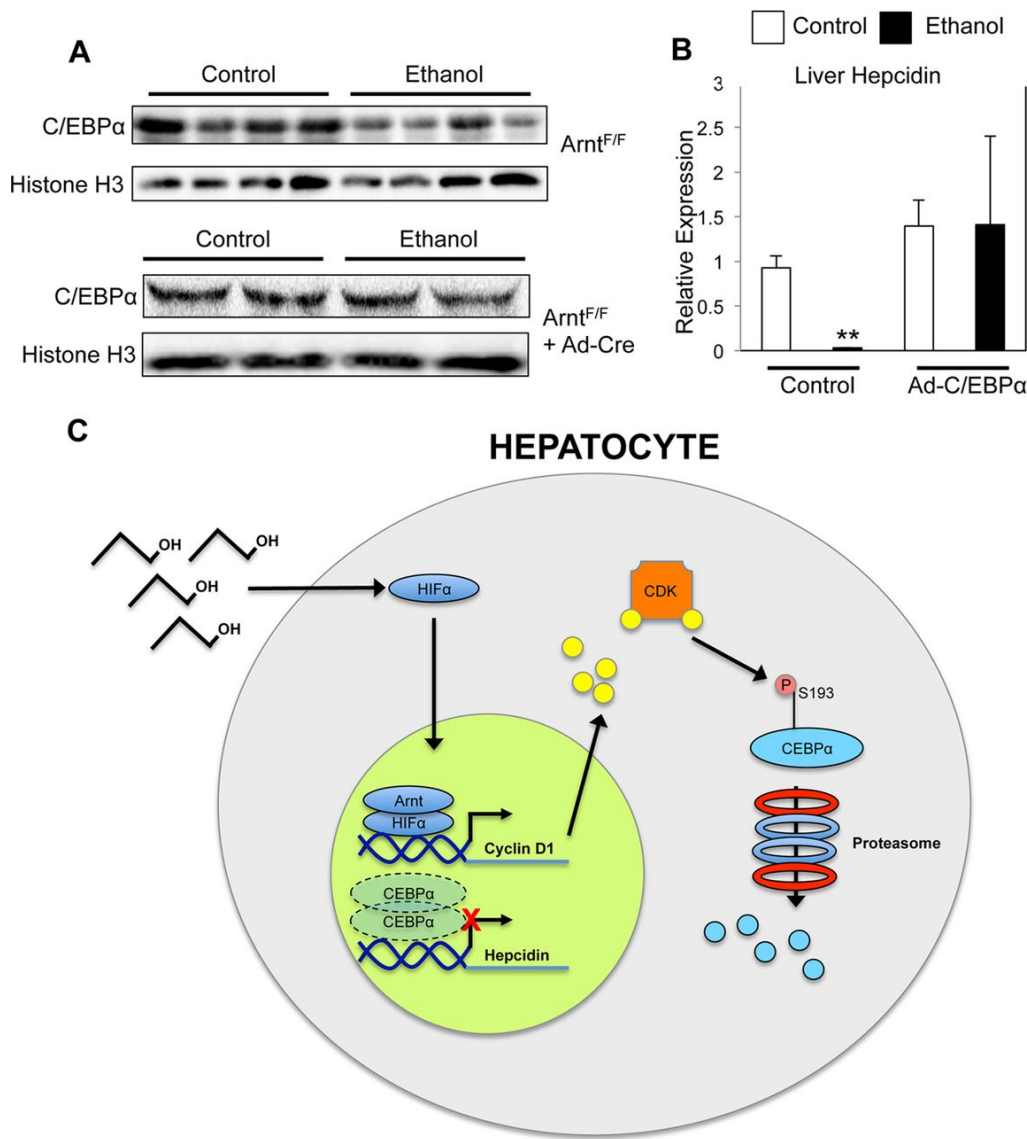 A
Control Ethanol
C/EBPα
Arnt^F/F
Histone H3
Control Ethanol
C/EBPα
Arnt^F/F
+ Ad-Cre
Histone H3
Control Ethanol
B
Liver Hepcidin
Relative Expression
3
2.5
2
1.5
1
0.5
0
**
Control Ad-C/EBPα
C
HEPATOCYTE
OH OH
OH
OH
HIFα
CDK
P
S193
CEBPα
Arnt
HIFα
Cyclin D1
Proteasome
CEBPα
CEBPα
X
Hepcidin